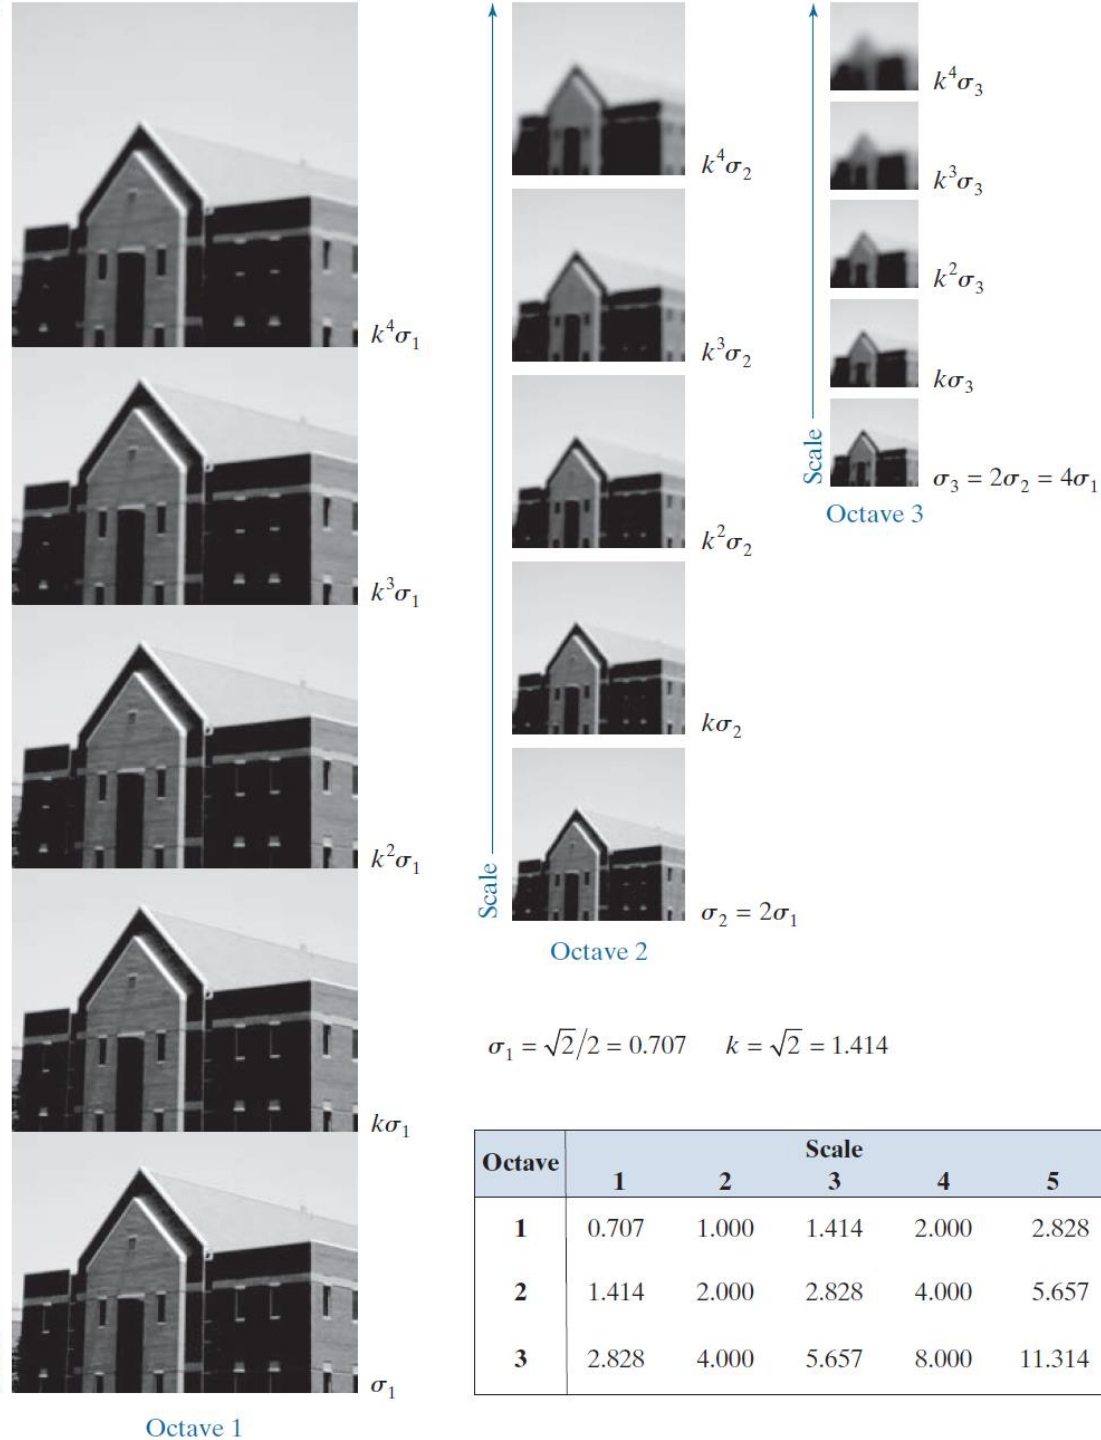 k⁴σ₁
k³σ₁
k²σ₁
kσ₁
σ₁
Octave 1
Scale
k⁴σ₂
k³σ₂
k²σ₂
kσ₂
σ₂ = 2σ₁
Octave 2
Scale
k⁴σ₃
k³σ₃
k²σ₃
kσ₃
σ₃ = 2σ₂ = 4σ₁
Octave 3
σ₁ = √2/2 = 0.707 k = √2 = 1.414
Octave Scale
1 2 3 4 5
1 0.707 1.000 1.414 2.000 2.828
2 1.414 2.000 2.828 4.000 5.657
3 2.828 4.000 5.657 8.000 11.314